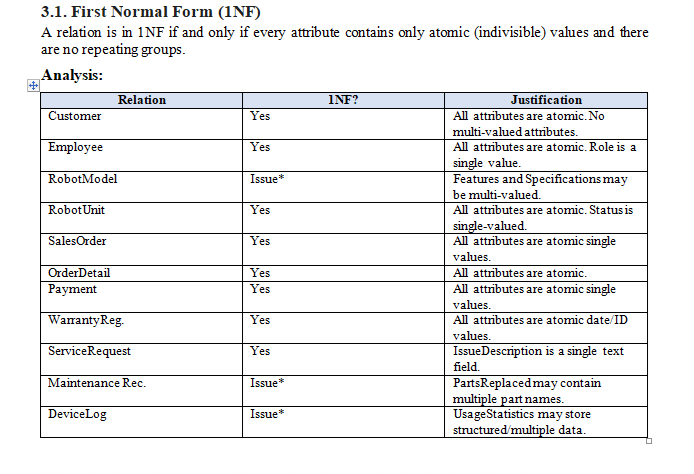 3.1. First Normal Form (1NF)
A relation is in 1NF if and only if every attribute contains only atomic (indivisible) values and there
are no repeating groups.
Analysis:
Relation 1NF? Justification
Customer Yes All attributes are atomic. No
multi-valued attributes.
Employee Yes All attributes are atomic. Role is a
single value.
RobotModel Issue* Features and Specifications may
be multi-valued.
RobotUnit Yes All attributes are atomic. Status is
single-valued.
SalesOrder Yes All attributes are atomic single
values.
OrderDetail Yes All attributes are atomic.
Payment Yes All attributes are atomic single
values.
WarrantyReg. Yes All attributes are atomic date/ID
values.
ServiceRequest Yes IssueDescription is a single text
field.
Maintenance Rec. Issue* PartsReplaced may contain
multiple part names.
DeviceLog Issue* UsageStatistics may store
structured/multiple data.